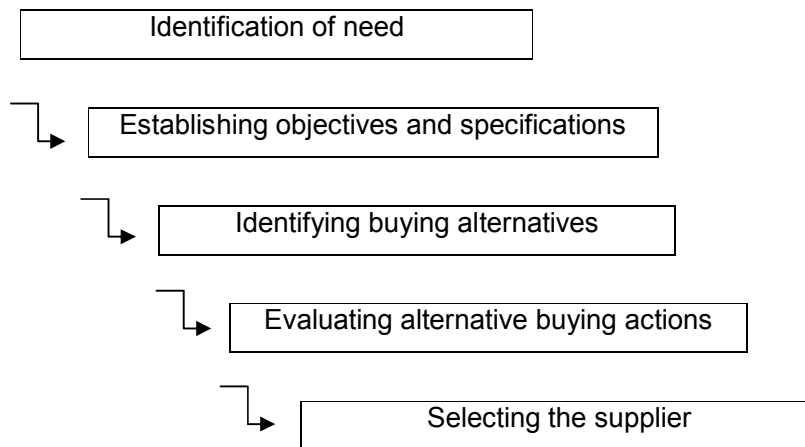 Identification of need
Establishing objectives and specifications
Identifying buying alternatives
Evaluating alternative buying actions
Selecting the supplier